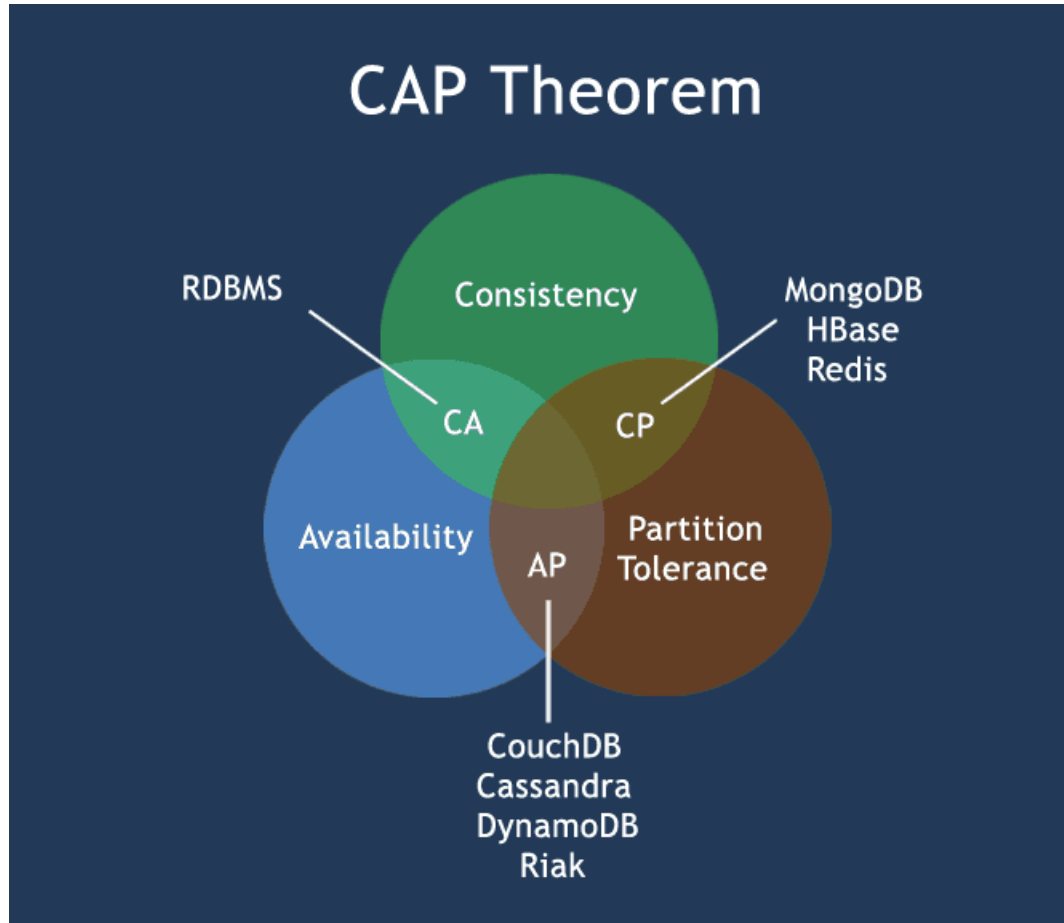 CAP Theorem
RDBMS
Consistency
MongoDB
HBase
Redis
CA
CP
Availability
Partition
Tolerance
AP
CouchDB
Cassandra
DynamoDB
Riak